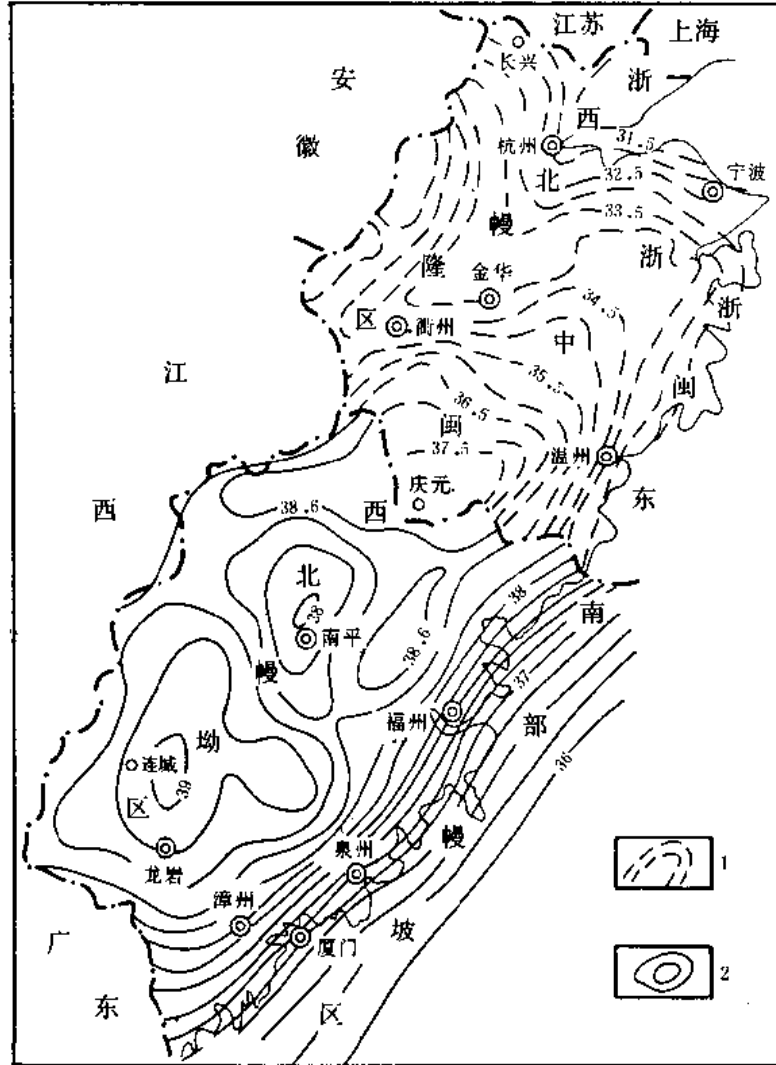 江苏
上海
长兴
安
浙
徽
西
杭州
31.5
宁波
北
32.5
33.5
幔
隆
金华
浙
浙
34.5
区
衢州
中
江
35.5
闽
36.5
闽
37.5
温州
庆元
东
西
38.6
西
北
38
38
南
南平
38.6
幔
37
福州
部
坳
36
连城
39
区
幔
泉州
1
龙岩
漳州
坡
广
厦门
2
东
区